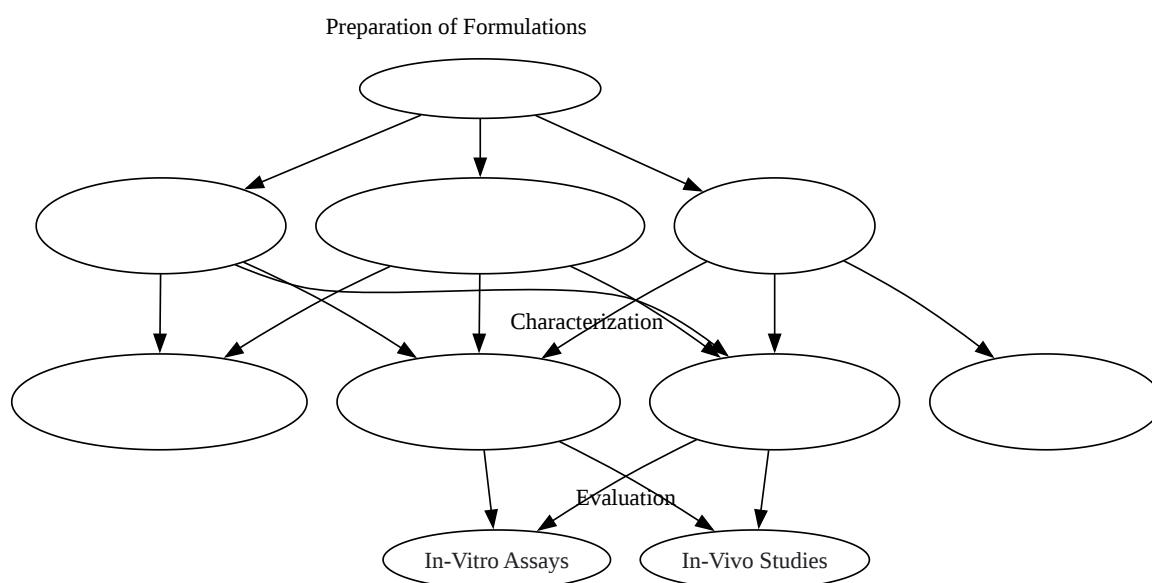 Preparation of Formulations
Characterization
Evaluation
In-Vitro Assays
In-Vivo Studies